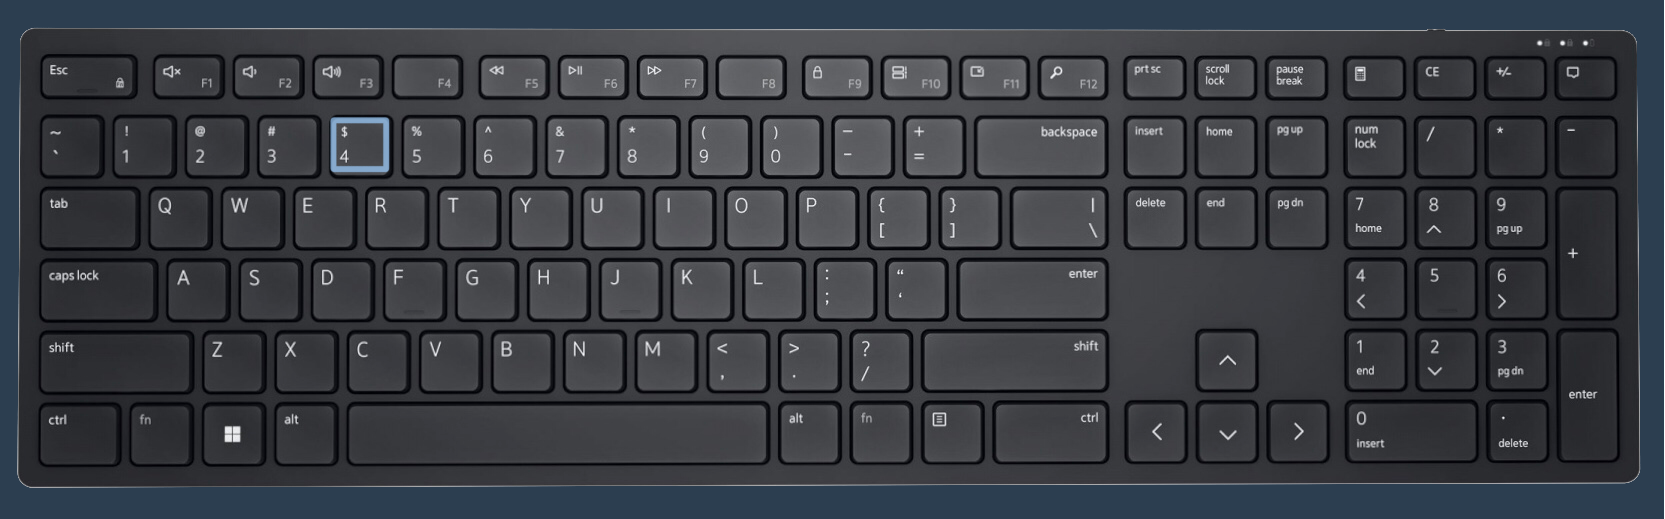 Esc F1 F2 F3 F4 F5 F6 F7 F8 F9 F10 F11 F12 prt sc scroll lock pause break CE +/-
~ ` ! 1 @ 2 # 3 $ 4 % 5 ^ 6 & 7 * 8 ( 9 ) 0 – - + = backspace insert home pg up num lock / * -
tab Q W E R T Y U I O P { [ } ] | \ delete end pg dn 7 home 8 9 pg up +
caps lock A S D F G H J K L : ; “ ‘ enter 4 5 6
shift Z X C V B N M < , > . ? / shift 1 end 2 3 pg dn enter
ctrl fn alt alt fn ctrl 0 insert . delete